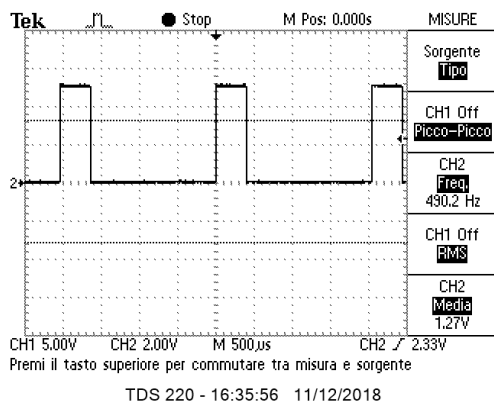 Tek Stop M Pos: 0.000s MISURE
Sorgente
Tipo
CH1 Off
Picco-Picco
CH2
Freq.
490.2 Hz
CH1 Off
RMS
CH2
Media
1.27V
2
CH1 5.00V CH2 2.00V M 500µs CH2 2.33V
Premi il tasto superiore per commutare tra misura e sorgente
TDS 220 - 16:35:56 11/12/2018